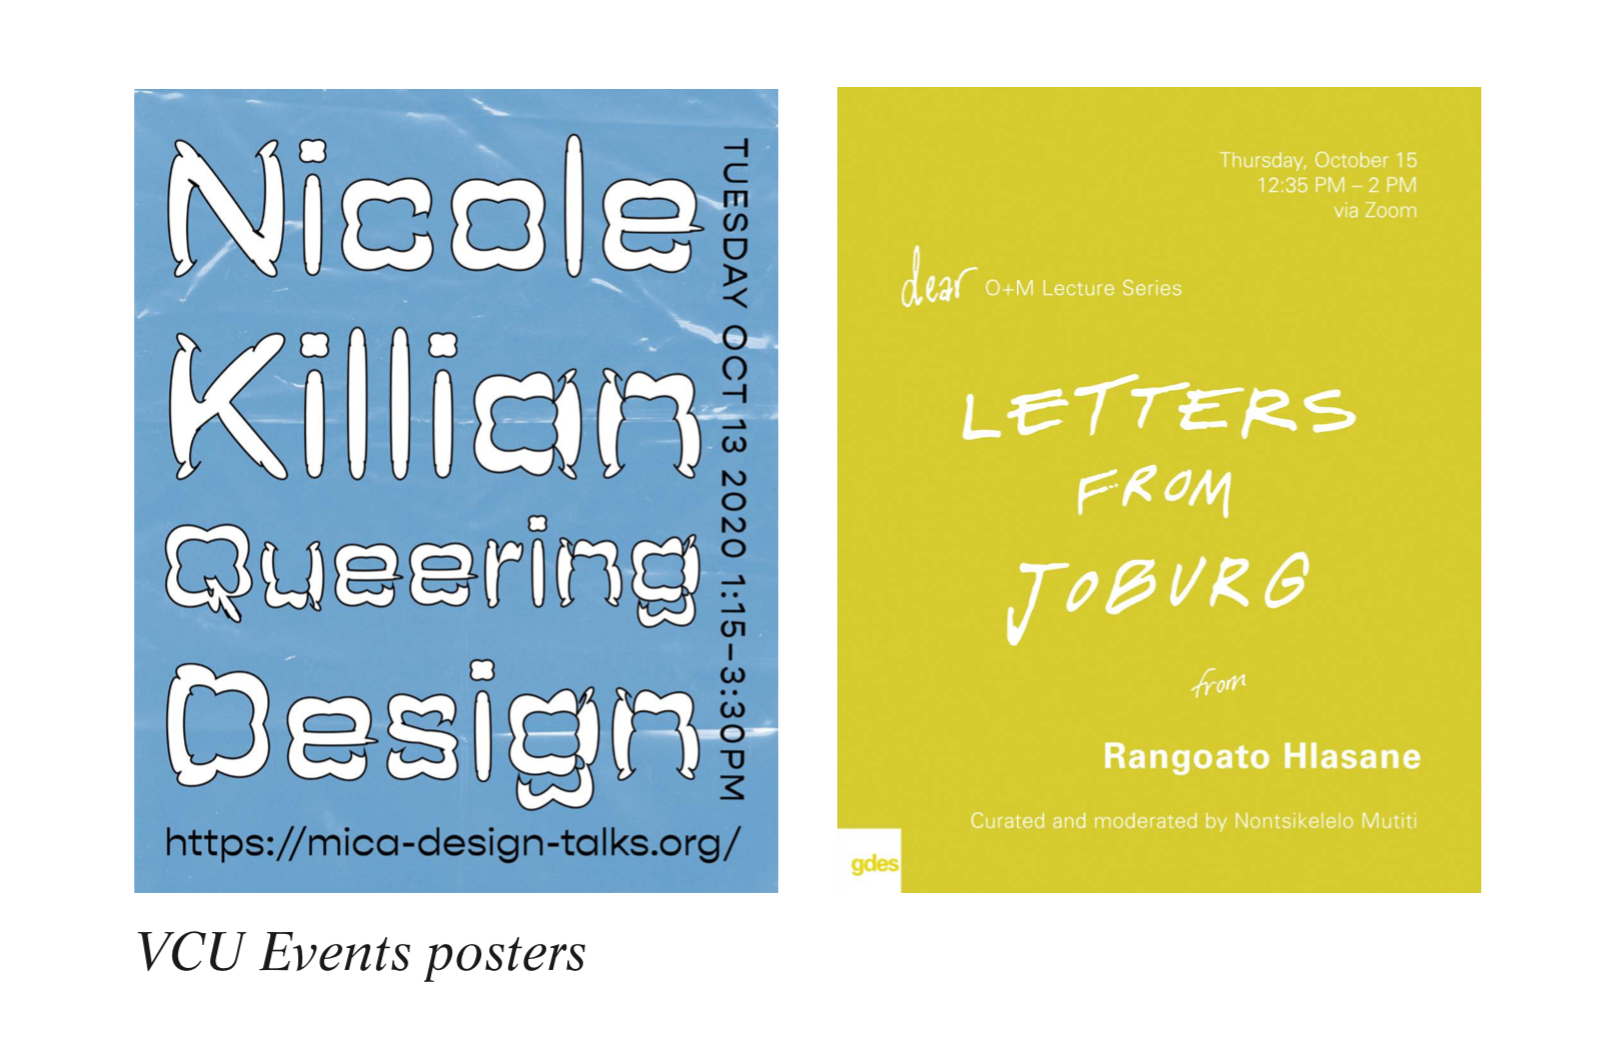 Nicole
Killian
Queering
Design
TUESDAY OCT 13 2020 1:15–3:30PM
https://mica-design-talks.org/
Thursday, October 15
12:35 PM – 2 PM
via Zoom
dear O+M Lecture Series
LETTERS
FROM
JOBURG
from
Rangoato Hlasane
Curated and moderated by Nontsikelelo Mutiti
gdes
VCU Events posters